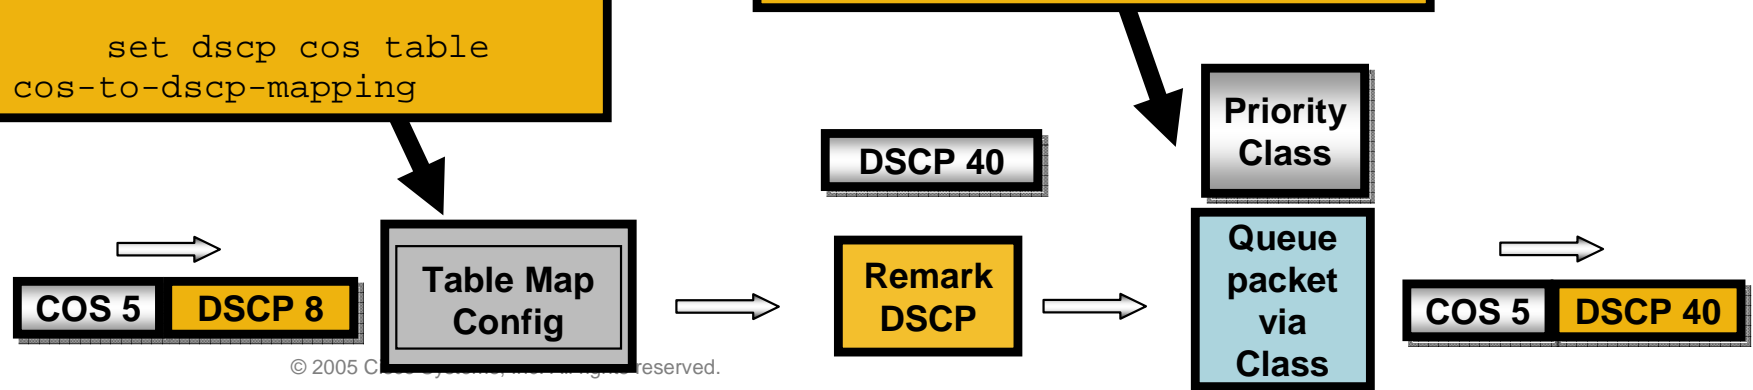 set dscp cos table
cos-to-dscp-mapping
Priority
Class
DSCP 40
COS 5 DSCP 8
Table Map
Config
Remark
DSCP
Queue
packet
via
Class
COS 5 DSCP 40
© 2005 reserved.